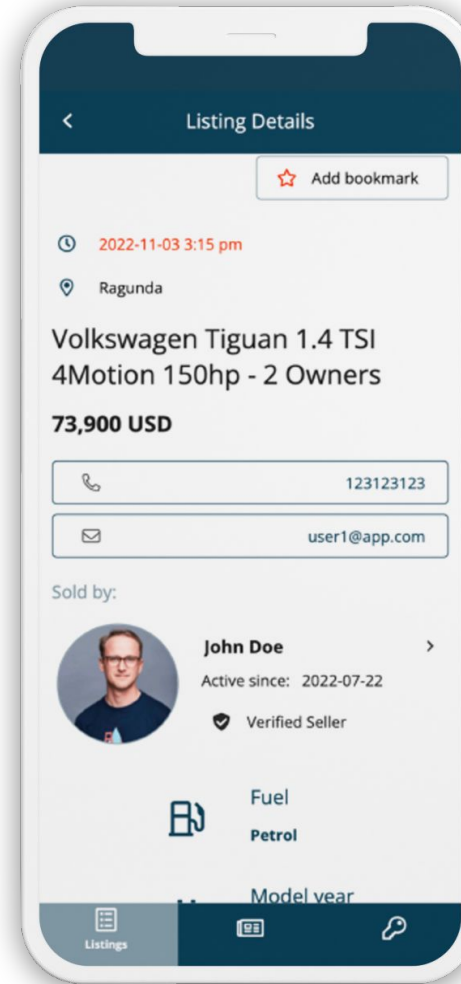 Listing Details
Add bookmark
2022-11-03 3:15 pm
Ragunda
Volkswagen Tiguan 1.4 TSI
4Motion 150hp - 2 Owners
73,900 USD
123123123
user1@app.com
Sold by:
John Doe
Active since: 2022-07-22
Verified Seller
Fuel
Petrol
Model year
Listings